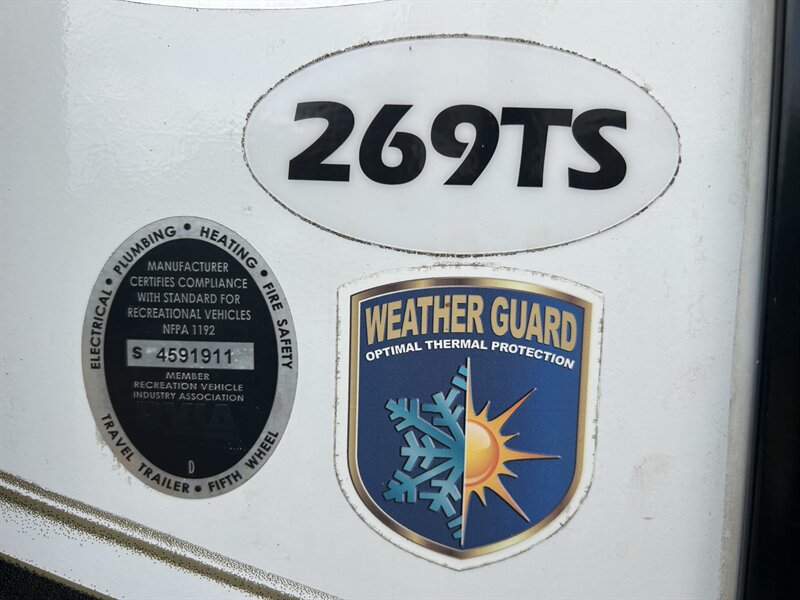 269TS
ELECTRICAL • PLUMBING • HEATING • FIRE SAFETY
MANUFACTURER
CERTIFIES COMPLIANCE
WITH STANDARD FOR
RECREATIONAL VEHICLES
NFPA 1192
S 4591911
MEMBER
RECREATION VEHICLE
INDUSTRY ASSOCIATION
RVIA
D
TRAVEL TRAILER • FIFTH WHEEL
WEATHER GUARD
OPTIMAL THERMAL PROTECTION